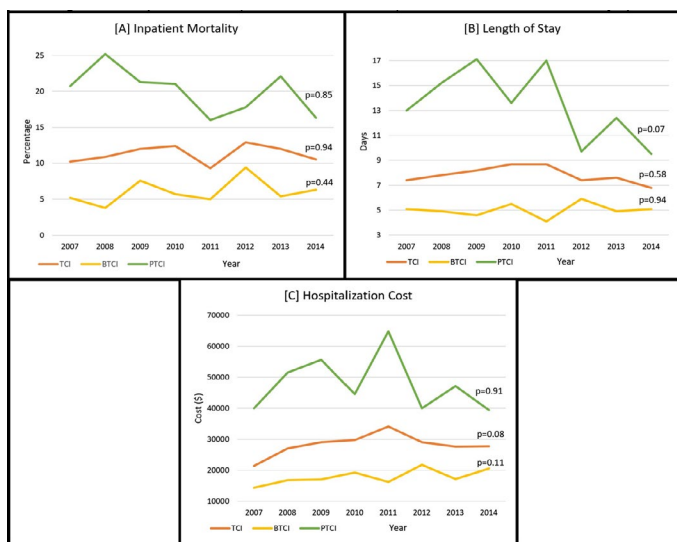 [A] Inpatient Mortality
25
20
15
10
5
0
Percentage
p=0.85
p=0.94
p=0.44
2007 2008 2009 2010 2011 2012 2013 2014
TCI BTCI PTCI Year
[B] Length of Stay
17
15
13
11
9
7
5
3
Days
p=0.07
p=0.58
p=0.94
2007 2008 2009 2010 2011 2012 2013 2014
TCI BTCI PTCI Year
[C] Hospitalization Cost
70000
60000
50000
40000
30000
20000
10000
Cost ($)
p=0.91
p=0.08
p=0.11
2007 2008 2009 2010 2011 2012 2013 2014
TCI BTCI PTCI Year